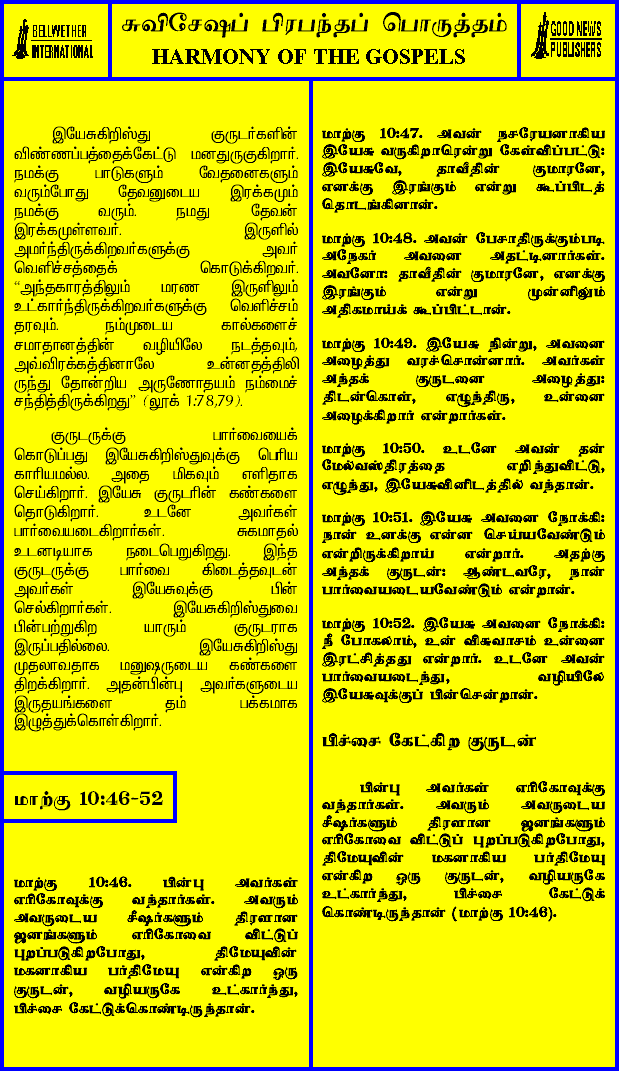 BELLWETHER
INTERNATIONAL
சுவிசேஷப் பிரபந்தப் பொருத்தம்
HARMONY OF THE GOSPELS
GOOD NEWS
PUBLISHERS
இயேசுகிறிஸ்து குருடர்களின்
விண்ணப்பத்தைக்கேட்டு மனதுருகுகிறார்.
நமக்கு பாடுகளும் வேதனைகளும்
வரும்போது தேவனுடைய இரக்கமும்
நமக்கு வரும். நமது தேவன்
இரக்கமுள்ளவர். இருளில்
அமர்ந்திருக்கிறவர்களுக்கு அவர்
வெளிச்சத்தைக் கொடுக்கிறவர்.
“அந்தகாரத்திலும் மரண இருளிலும்
உட்கார்ந்திருக்கிறவர்களுக்கு வெளிச்சம்
தரவும். நம்முடைய கால்களைச்
சமாதானத்தின் வழியிலே நடத்தவும்,
அவ்விரக்கத்தினாலே உன்னதத்திலி
ருந்து தோன்றிய அருணோதயம் நம்மைச்
சந்தித்திருக்கிறது” (லூக் 1:78,79).
குருடருக்கு பார்வையைக்
கொடுப்பது இயேசுகிறிஸ்துவுக்கு பெரிய
காரியமல்ல. அதை மிகவும் எளிதாக
செய்கிறார். இயேசு குருடரின் கண்களை
தொடுகிறார். உடனே அவர்கள்
பார்வையடைகிறார்கள். சுகமாதல்
உடனடியாக நடைபெறுகிறது. இந்த
குருடருக்கு பார்வை கிடைத்தவுடன்
அவர்கள் இயேசுவுக்கு பின்
செல்கிறார்கள். இயேசுகிறிஸ்துவை
பின்பற்றுகிற யாரும் குருடராக
இருப்பதில்லை. இயேசுகிறிஸ்து
முதலாவதாக மனுஷருடைய கண்களை
திறக்கிறார். அதன்பின்பு அவர்களுடைய
இருதயங்களை தம் பக்கமாக
இழுத்துக்கொள்கிறார்.
மாற்கு 10:46-52
மாற்கு 10:46. பின்பு அவர்கள்
எரிகோவுக்கு வந்தார்கள். அவரும்
அவருடைய சீஷர்களும் திரளான
ஜனங்களும் எரிகோவை விட்டுப்
புறப்படுகிறபோது, திமேயுவின்
மகனாகிய பர்திமேயு என்கிற ஒரு
குருடன், வழியருகே உட்கார்ந்து,
பிச்சை கேட்டுக்கொண்டிருந்தான்.
மாற்கு 10:47. அவன் நசரேயனாகிய
இயேசு வருகிறாரென்று கேள்விப்பட்டு:
இயேசுவே, தாவீதின் குமாரனே,
எனக்கு இரங்கும் என்று கூப்பிடத்
தொடங்கினான்.
மாற்கு 10:48. அவன் பேசாதிருக்கும்படி
அநேகர் அவனை அதட்டினார்கள்.
அவனோ: தாவீதின் குமாரனே, எனக்கு
இரங்கும் என்று முன்னிலும்
அதிகமாய்க் கூப்பிட்டான்.
மாற்கு 10:49. இயேசு நின்று, அவனை
அழைத்து வரச்சொன்னார். அவர்கள்
அந்தக் குருடனை அழைத்து:
திடன்கொள், எழுந்திரு, உன்னை
அழைக்கிறார் என்றார்கள்.
மாற்கு 10:50. உடனே அவன் தன்
மேல்வஸ்திரத்தை எறிந்துவிட்டு,
எழுந்து, இயேசுவினிடத்தில் வந்தான்.
மாற்கு 10:51. இயேசு அவனை நோக்கி:
நான் உனக்கு என்ன செய்யவேண்டும்
என்றிருக்கிறாய் என்றார். அதற்கு
அந்தக் குருடன்: ஆண்டவரே, நான்
பார்வையடையவேண்டும் என்றான்.
மாற்கு 10:52. இயேசு அவனை நோக்கி:
நீ போகலாம், உன் விசுவாசம் உன்னை
இரட்சித்தது என்றார். உடனே அவன்
பார்வையடைந்து, வழியிலே
இயேசுவுக்குப் பின்சென்றான்.
பிச்சை கேட்கிற குருடன்
பின்பு அவர்கள் எரிகோவுக்கு
வந்தார்கள். அவரும் அவருடைய
சீஷர்களும் திரளான ஜனங்களும்
எரிகோவை விட்டுப் புறப்படுகிறபோது,
திமேயுவின் மகனாகிய பர்திமேயு
என்கிற ஒரு குருடன், வழியருகே
உட்கார்ந்து, பிச்சை கேட்டுக்
கொண்டிருந்தான் (மாற்கு 10:46).